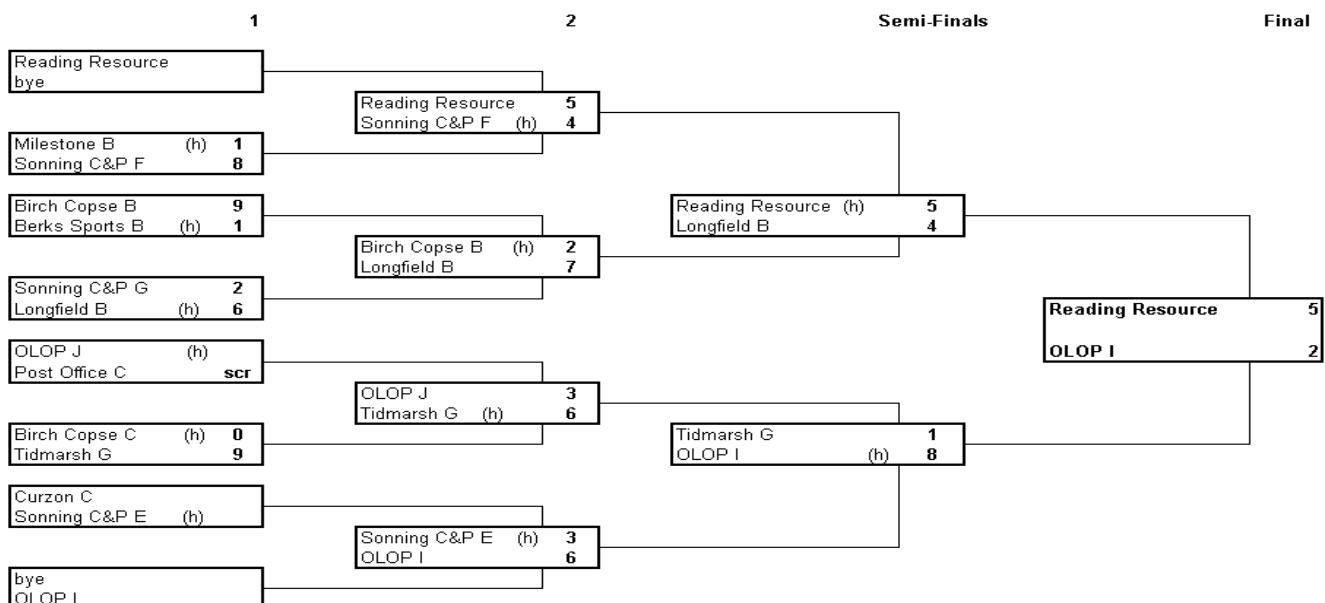 1 2 Semi-Finals Final
Reading Resource
bye
Reading Resource 5
Sonning C&P F (h) 4
Milestone B (h) 1
Sonning C&P F 8
Birch Copse B 9
Berks Sports B (h) 1
Reading Resource (h) 5
Longfield B 4
Birch Copse B (h) 2
Longfield B 7
Sonning C&P G 2
Longfield B (h) 6
Reading Resource 5
OLOP I 2
OLOP J (h)
Post Office C scr
OLOP J 3
Tidmarsh G (h) 6
Birch Copse C (h) 0
Tidmarsh G 9
Tidmarsh G 1
OLOP I (h) 8
Curzon C
Sonning C&P E (h)
Sonning C&P E (h) 3
OLOP I 6
bye
OLOP I